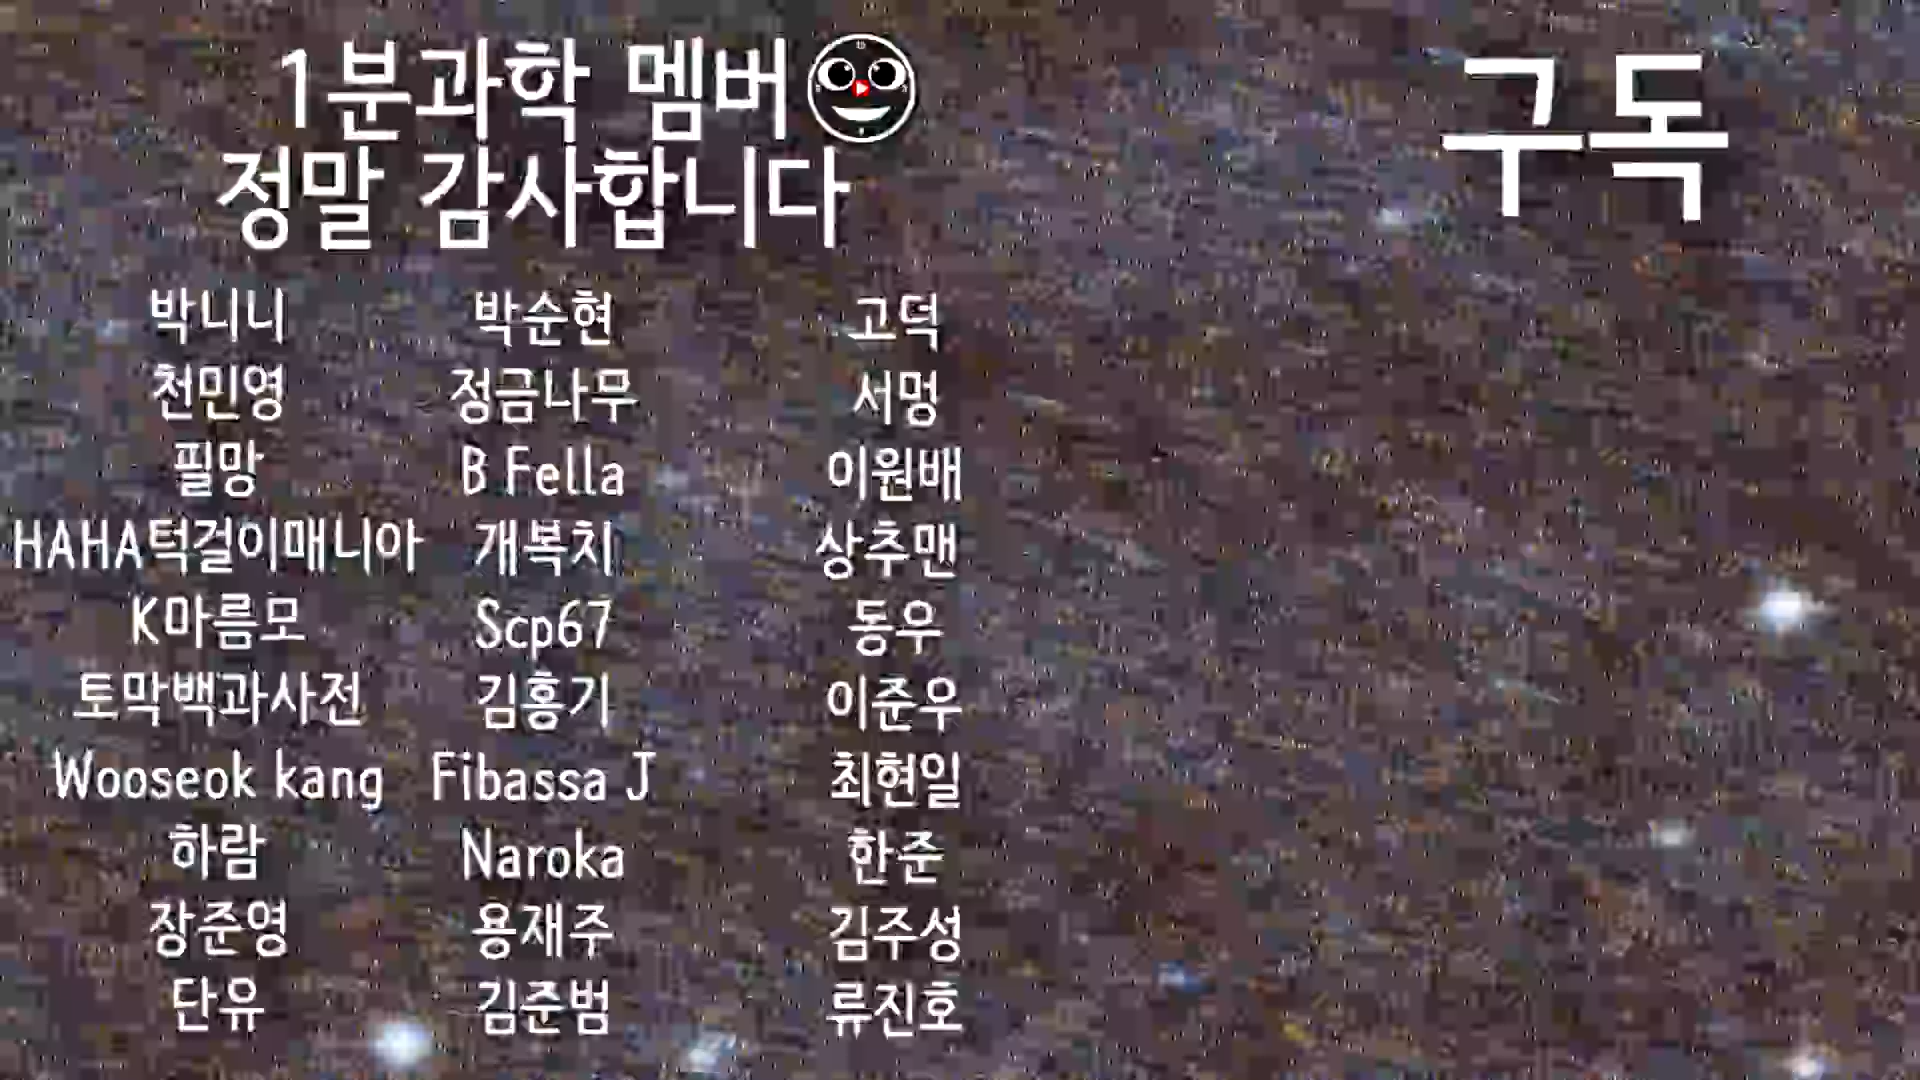 1분과학 멤버
정말 감사합니다
구독
박니니 박순현 고덕
천민영 정금나무 서멍
필망 B Fella 이원배
HAHA턱걸이매니아 개복치 상추맨
K마름모 Scp67 동우
토막백과사전 김홍기 이준우
Wooseok kang Fibassa J 최현일
하람 Naroka 한준
장준영 용재주 김주성
단유 김준범 류진호